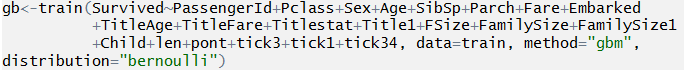 gb<-train(Survived~PassengerId+Pclass+Sex+Age+SibSp+Parch+Fare+Embarked
+TitleAge+TitleFare+Titlestat+Title1+FSize+FamilySize+FamilySize1
+Child+len+pont+tick3+tick1+tick34, data=train, method="gbm",
distribution="bernoulli")